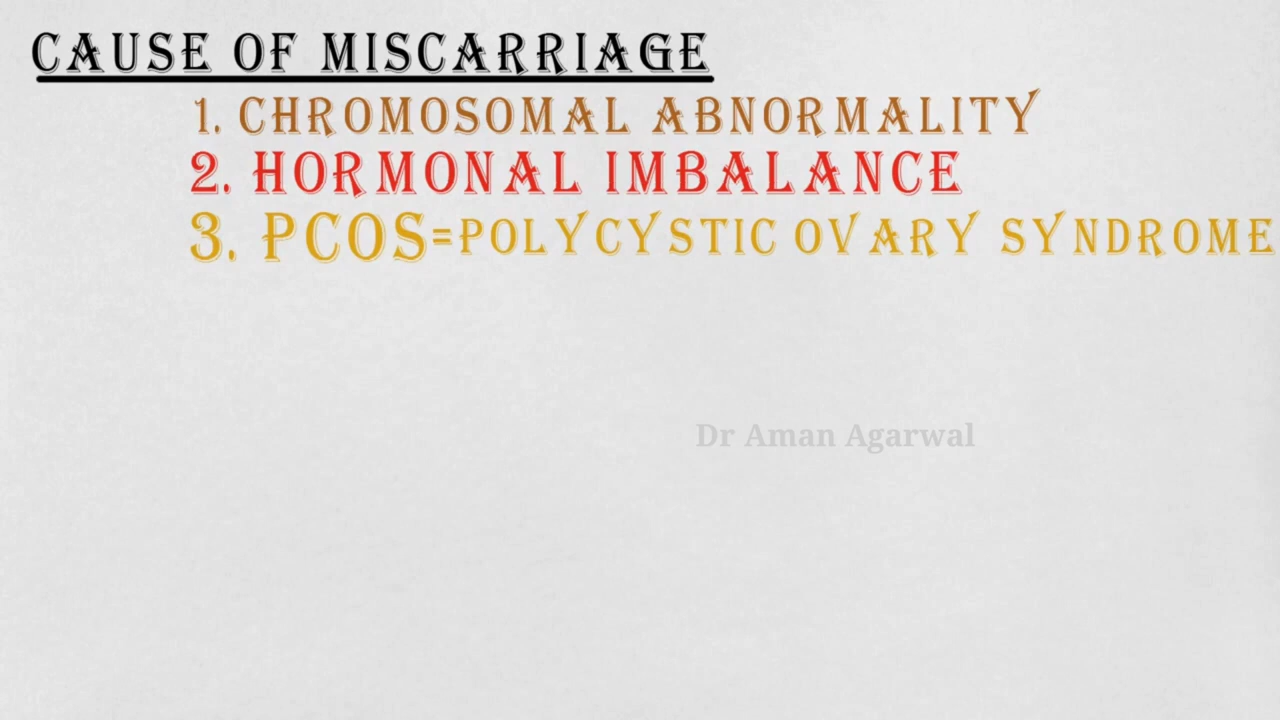 CAUSE OF MISCARRIAGE
1. CHROMOSOMAL ABNORMALITY
2. HORMONAL IMBALANCE
3. PCOS=POLYCYSTIC OVARY SYNDROME
Dr Aman Agarwal